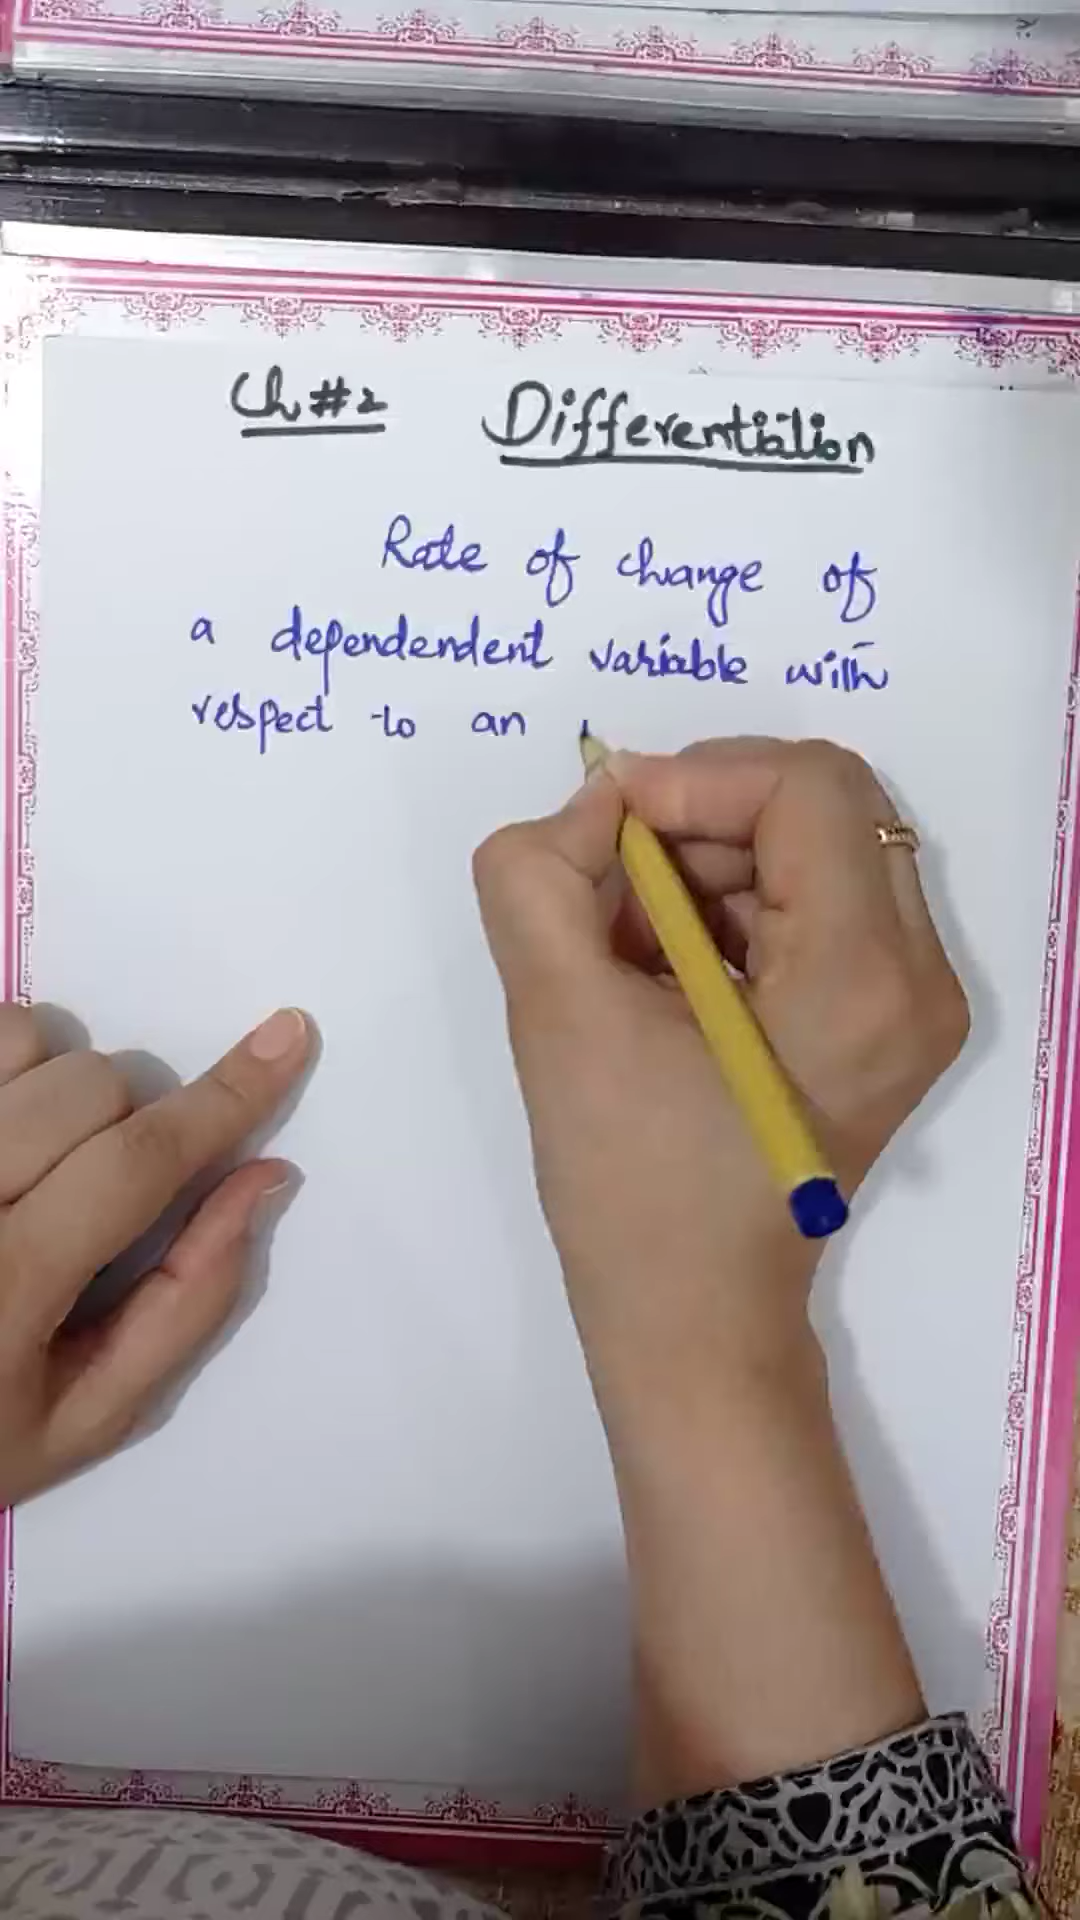 Ch #2 Differentiation
Rate of change of
a dependendent variable with
respect to an